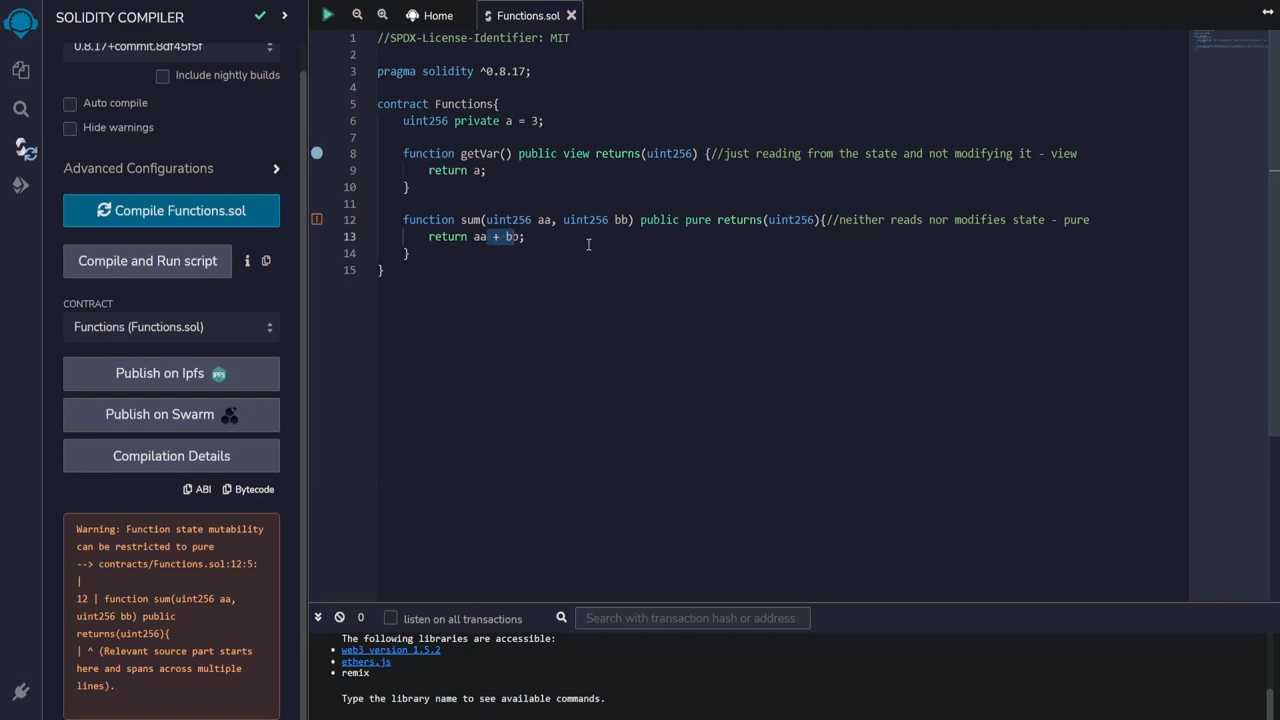 SOLIDITY COMPILER
0.8.17+commit.8df45f5f
Include nightly builds
Auto compile
Hide warnings
Advanced Configurations
Compile Functions.sol
Compile and Run script
i
CONTRACT
Functions (Functions.sol)
Publish on Ipfs
IPFS
Publish on Swarm
Compilation Details
ABI Bytecode
Warning: Function state mutability
can be restricted to pure
--> contracts/Functions.sol:12:5:
|
12 | function sum(uint256 aa,
uint256 bb) public
returns(uint256){
| ^ (Relevant source part starts
here and spans across multiple
lines).
Home Functions.sol
1 //SPDX-License-Identifier: MIT
2
3 pragma solidity ^0.8.17;
4
5 contract Functions{
6 uint256 private a = 3;
7
8 function getVar() public view returns(uint256) {//just reading from the state and not modifying it - view
9 return a;
10 }
11
12 function sum(uint256 aa, uint256 bb) public pure returns(uint256){//neither reads nor modifies state - pure
13 return aa + bb;
14 }
15 }
0 listen on all transactions Search with transaction hash or address
The following libraries are accessible:
• web3 version 1.5.2
• ethers.js
• remix
Type the library name to see available commands.